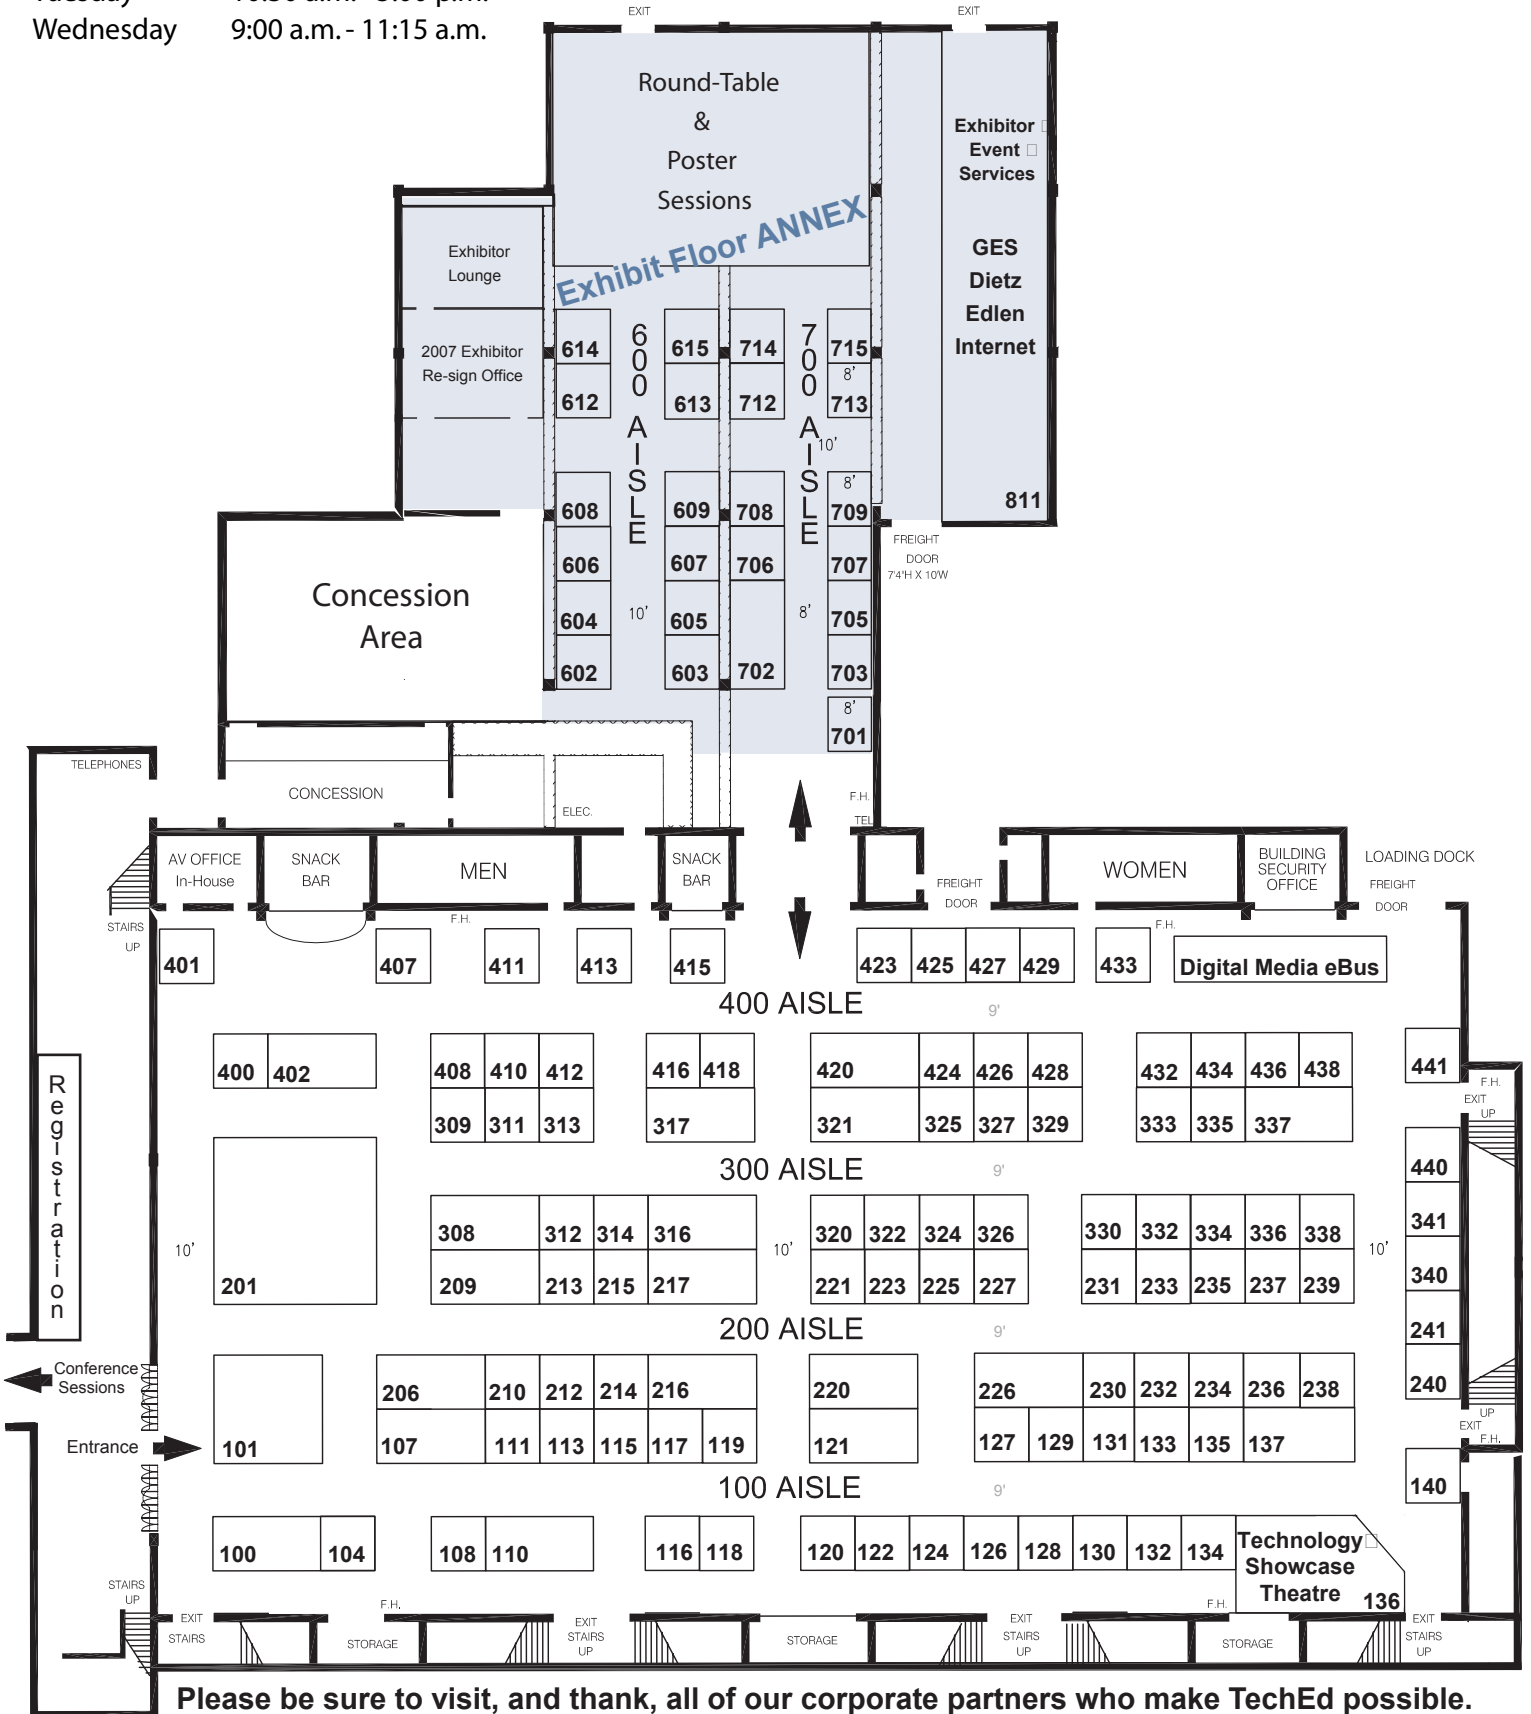 Wednesday 9:00 a.m. - 11:15 a.m.
EXIT
EXIT
Round-Table
&
Poster
Sessions
Exhibit Floor ANNEX
Exhibitor
Event
Services
GES
Dietz
Edlen
Internet
811
Exhibitor
Lounge
2007 Exhibitor
Re-sign Office
600 AISLE
700 AISLE
614
615
714
715
8'
612
613
712
713
10'
8'
608
609
708
709
606
607
706
707
604
10'
605
8'
705
602
603
702
703
8'
701
FREIGHT
DOOR
7'4"H X 10'W
Concession
Area
TELEPHONES
CONCESSION
ELEC.
F.H.
TEL
AV OFFICE
In-House
SNACK
BAR
MEN
SNACK
BAR
FREIGHT
DOOR
WOMEN
BUILDING
SECURITY
OFFICE
LOADING DOCK
FREIGHT
DOOR
STAIRS
UP
F.H.
F.H.
401
407
411
413
415
423
425
427
429
433
Digital Media eBus
400 AISLE
9'
400
402
408
410
412
416
418
420
424
426
428
432
434
436
438
441
309
311
313
317
321
325
327
329
333
335
337
F.H.
EXIT
UP
Registration
300 AISLE
9'
440
341
340
241
240
10'
201
308
312
314
316
10'
320
322
324
326
330
332
334
336
338
10'
209
213
215
217
221
223
225
227
231
233
235
237
239
200 AISLE
9'
Conference
Sessions
Entrance
101
206
210
212
214
216
220
226
230
232
234
236
238
107
111
113
115
117
119
121
127
129
131
133
135
137
UP
EXIT
F.H.
140
100 AISLE
9'
100
104
108
110
116
118
120
122
124
126
128
130
132
134
Technology
Showcase
Theatre
136
STAIRS
UP
EXIT
STAIRS
F.H.
STORAGE
EXIT
STAIRS
UP
STORAGE
EXIT
STAIRS
UP
F.H.
STORAGE
EXIT
STAIRS
UP
Please be sure to visit, and thank, all of our corporate partners who make TechEd possible.